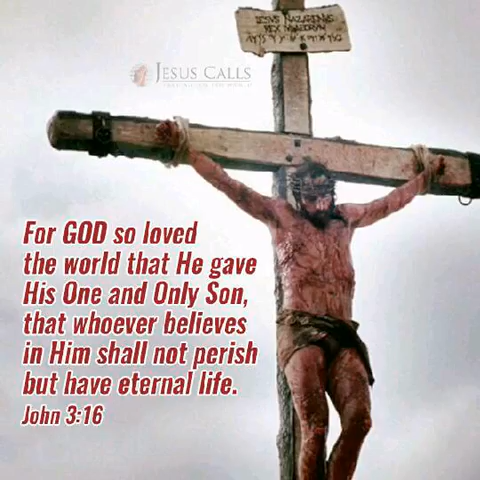 JESUS CALLS
For GOD so loved
the world that He gave
His One and Only Son,
that whoever believes
in Him shall not perish
but have eternal life.
John 3:16